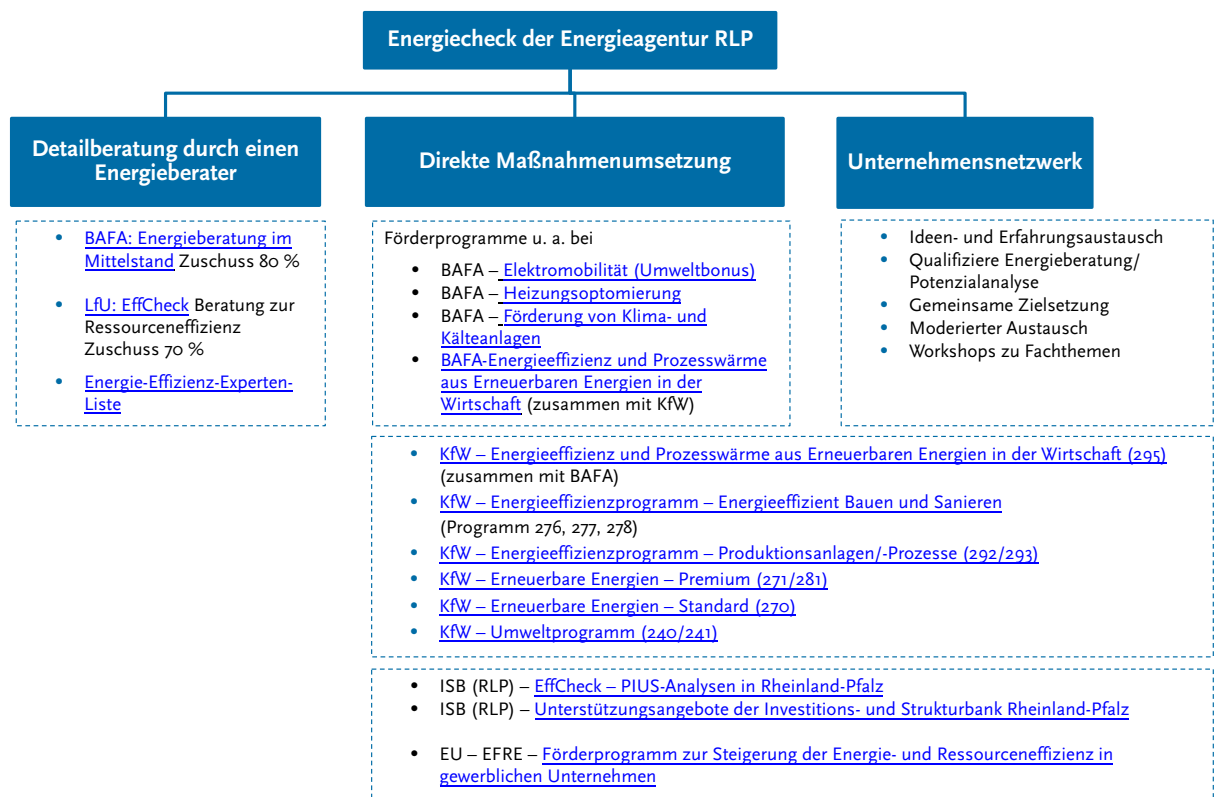 Energiecheck der Energieagentur RLP
Detailberatung durch einen
Energieberater
• BAFA: Energieberatung im
Mittelstand Zuschuss 80 %
• LfU: EffCheck Beratung zur
Ressourceneffizienz
Zuschuss 70 %
• Energie-Effizienz-Experten-
Liste
Direkte Maßnahmenumsetzung
Förderprogramme u. a. bei
• BAFA – Elektromobilität (Umweltbonus)
• BAFA – Heizungsoptomierung
• BAFA – Förderung von Klima- und
Kälteanlagen
• BAFA-Energieeffizienz und Prozesswärme
aus Erneuerbaren Energien in der
Wirtschaft (zusammen mit KfW)
Unternehmensnetzwerk
• Ideen- und Erfahrungsaustausch
• Qualifiziere Energieberatung/
Potenzialanalyse
• Gemeinsame Zielsetzung
• Moderierter Austausch
• Workshops zu Fachthemen
• KfW – Energieeffizienz und Prozesswärme aus Erneuerbaren Energien in der Wirtschaft (295)
(zusammen mit BAFA)
• KfW – Energieeffizienzprogramm – Energieeffizient Bauen und Sanieren
(Programm 276, 277, 278)
• KfW – Energieeffizienzprogramm – Produktionsanlagen/-Prozesse (292/293)
• KfW – Erneuerbare Energien – Premium (271/281)
• KfW – Erneuerbare Energien – Standard (270)
• KfW – Umweltprogramm (240/241)
• ISB (RLP) – EffCheck – PIUS-Analysen in Rheinland-Pfalz
• ISB (RLP) – Unterstützungsangebote der Investitions- und Strukturbank Rheinland-Pfalz
• EU – EFRE – Förderprogramm zur Steigerung der Energie- und Ressourceneffizienz in
gewerblichen Unternehmen